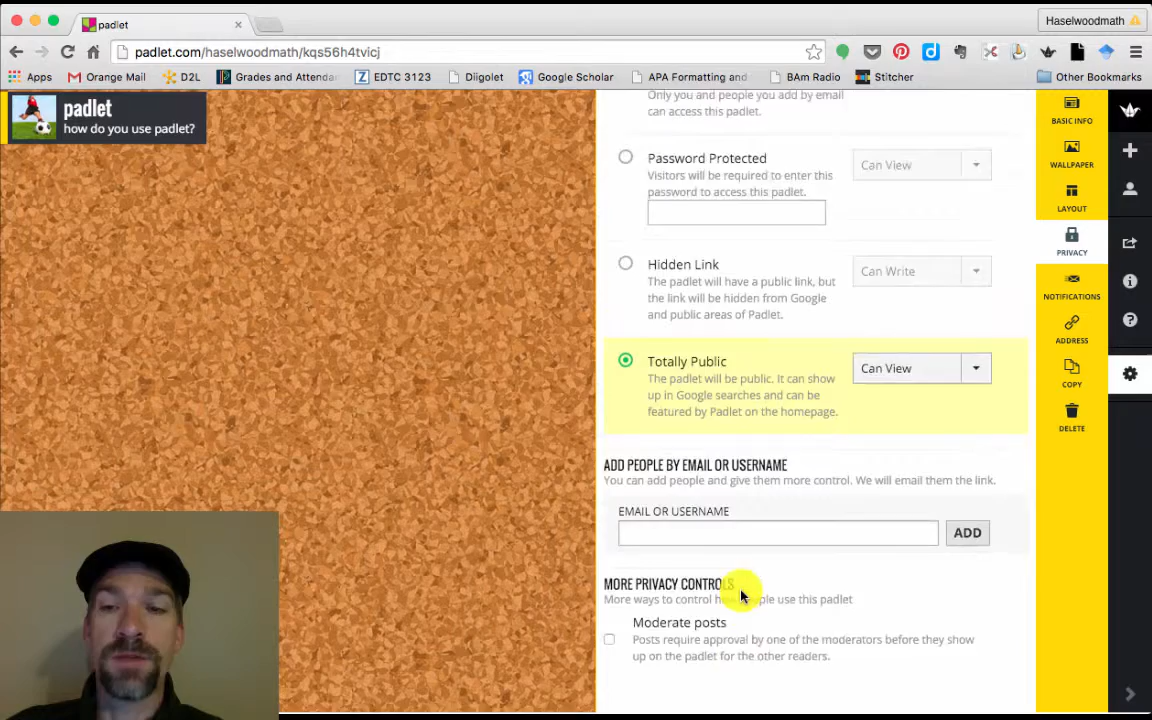 padlet
Haselwoodmath
padlet.com/haselwoodmath/kqs56h4tvicj
Apps Orange Mail D2L Grades and Attendan EDTC 3123 Diigolet Google Scholar APA Formatting and BAm Radio Stitcher Other Bookmarks
padlet
how do you use padlet?
Only you and people you add by email
can access this padlet.
Password Protected
Can View
Visitors will be required to enter this
password to access this padlet.
Hidden Link
Can Write
The padlet will have a public link, but
the link will be hidden from Google
and public areas of Padlet.
Totally Public
Can View
The padlet will be public. It can show
up in Google searches and can be
featured by Padlet on the homepage.
ADD PEOPLE BY EMAIL OR USERNAME
You can add people and give them more control. We will email them the link.
EMAIL OR USERNAME
ADD
MORE PRIVACY CONTROLS
More ways to control how people use this padlet
Moderate posts
Posts require approval by one of the moderators before they show
up on the padlet for the other readers.
BASIC INFO
WALLPAPER
LAYOUT
PRIVACY
NOTIFICATIONS
ADDRESS
COPY
DELETE